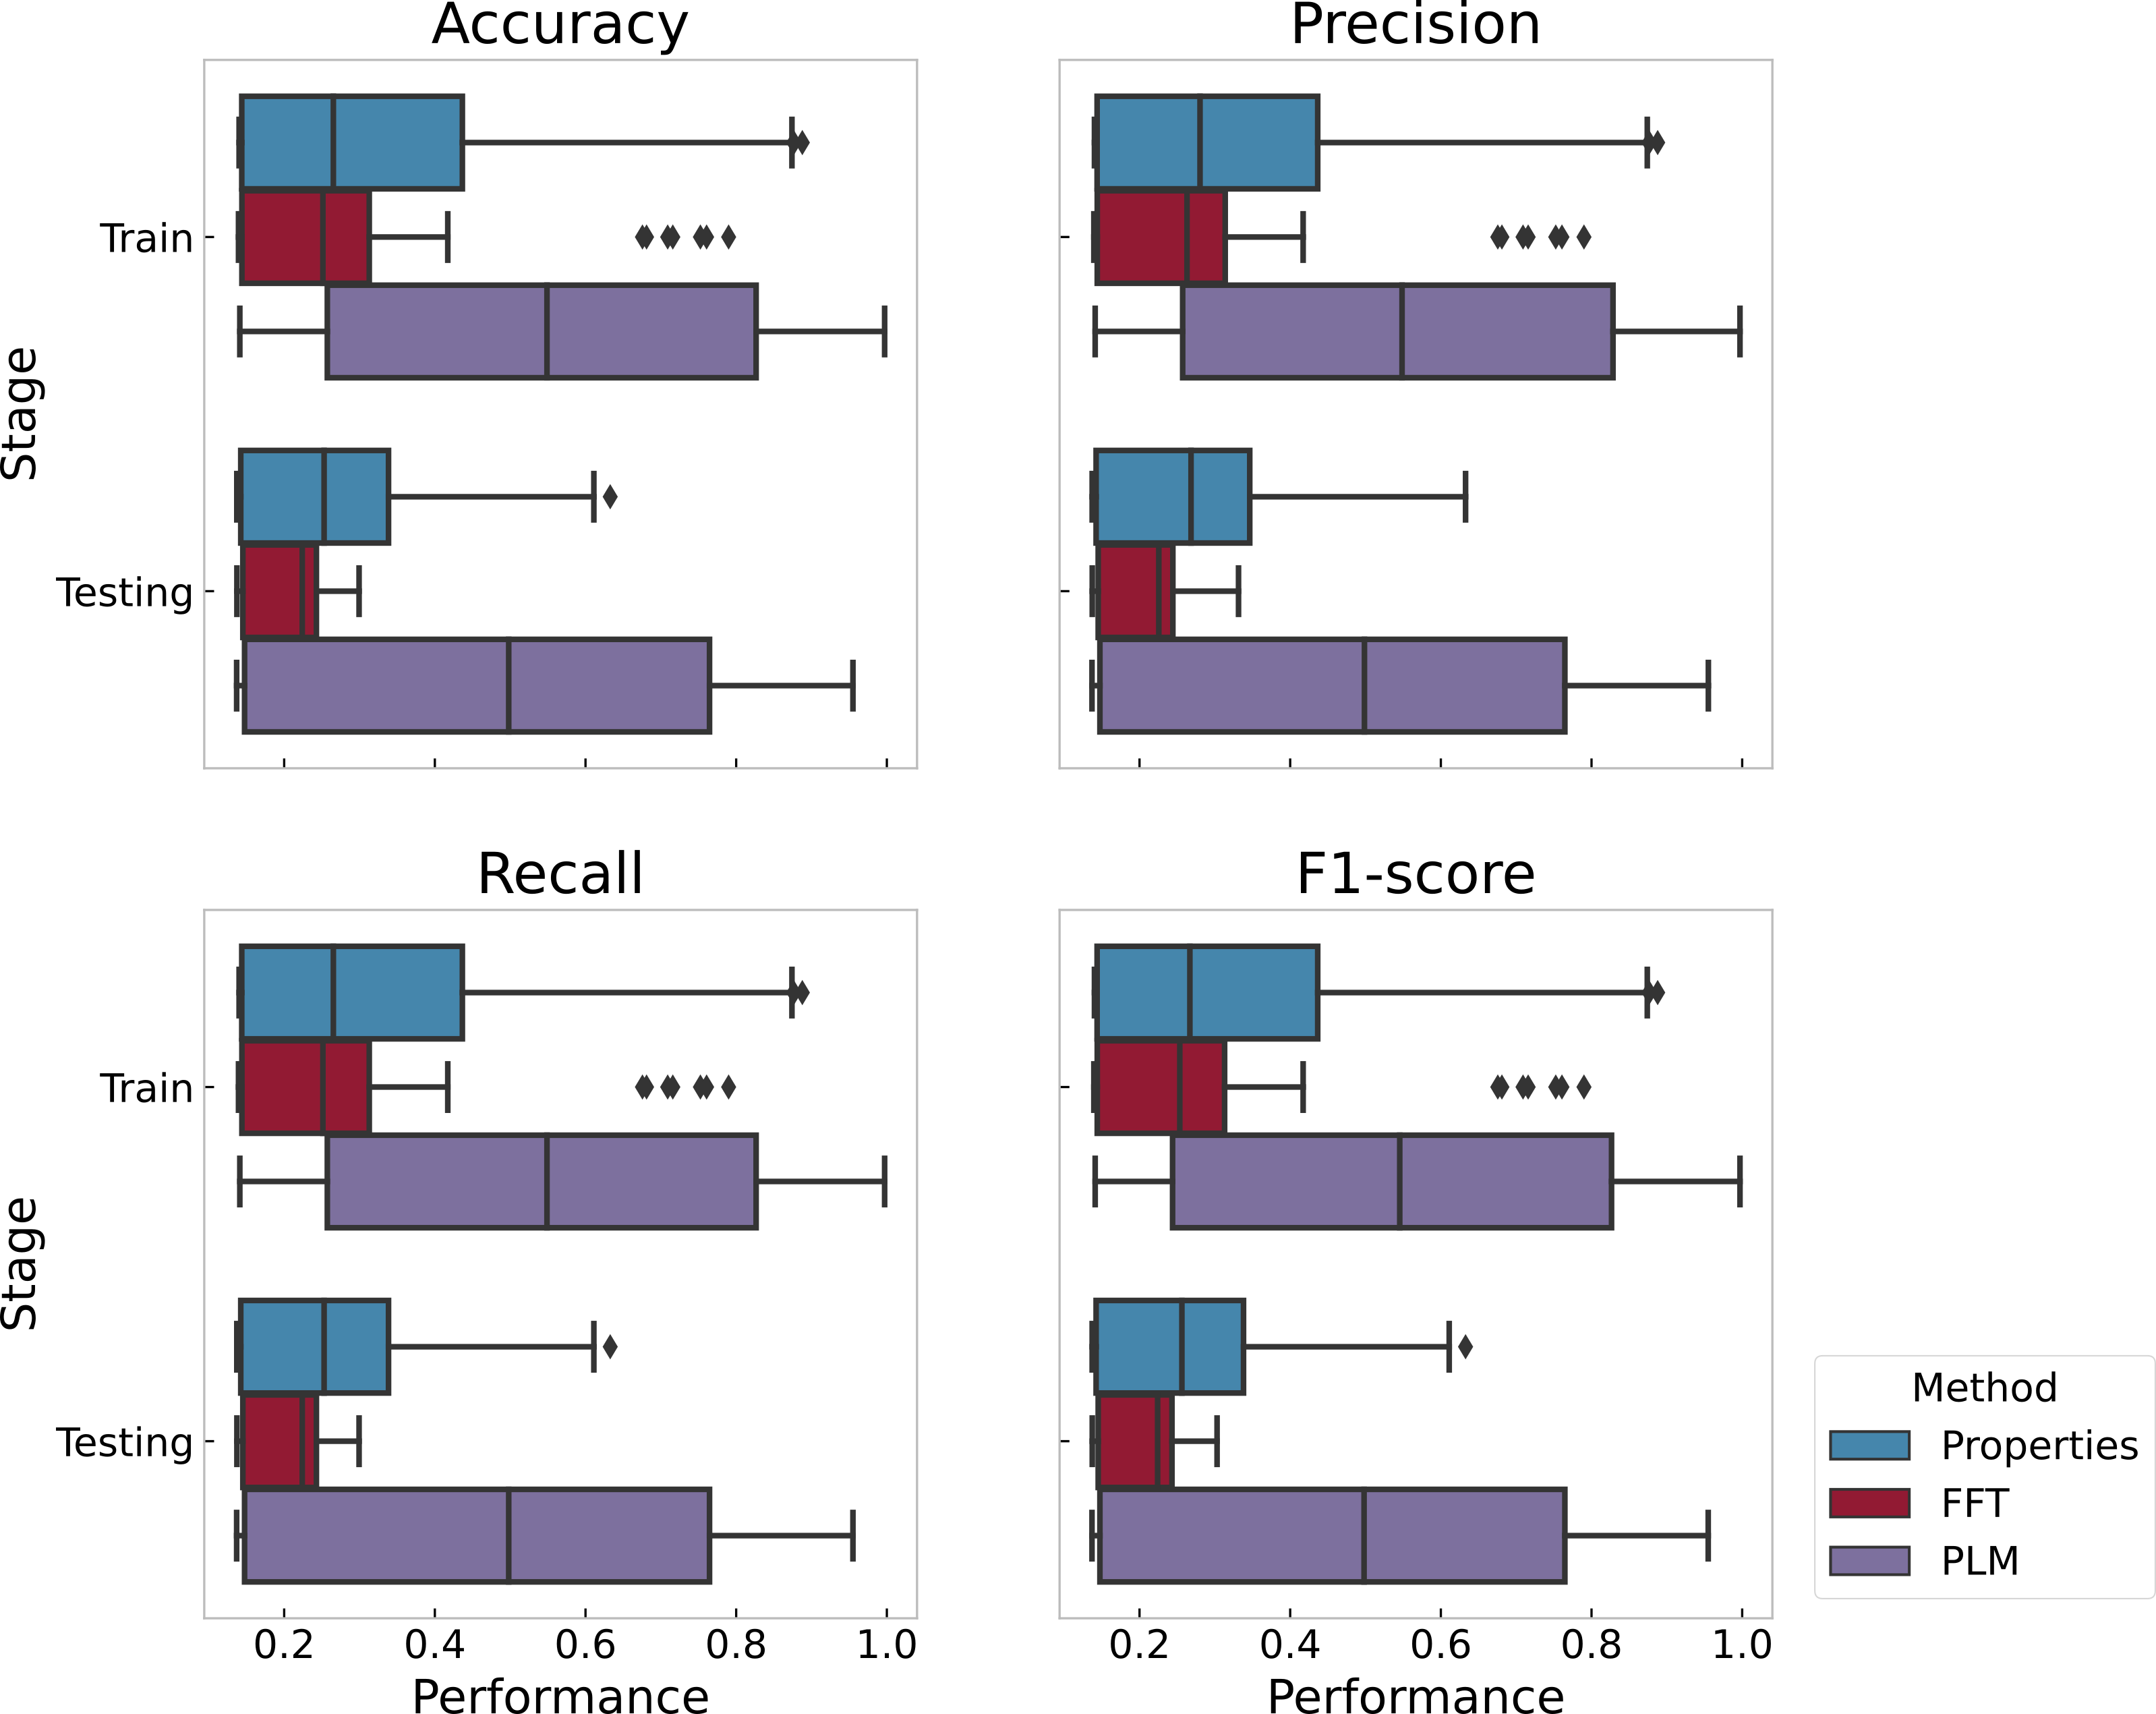 Accuracy
Precision
Stage
Train
Testing
Recall
F1-score
Stage
Train
Testing
0.2 0.4 0.6 0.8 1.0
Performance
0.2 0.4 0.6 0.8 1.0
Performance
Method
Properties
FFT
PLM